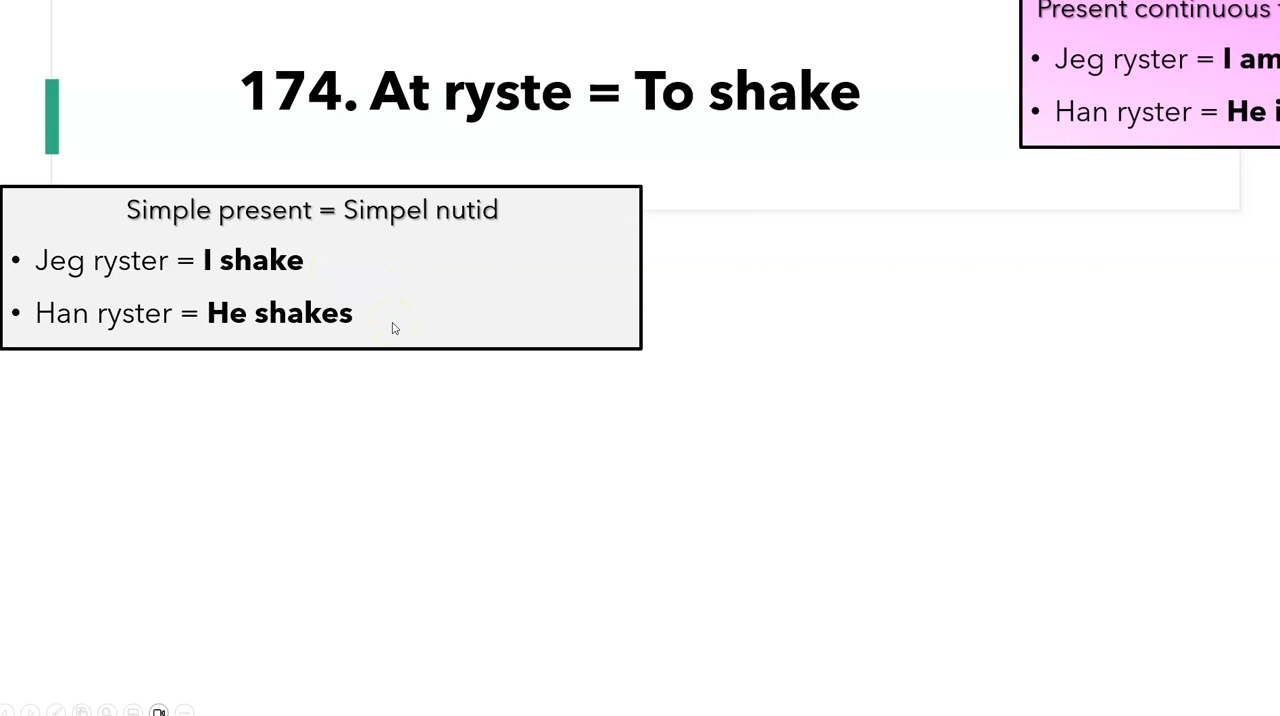 174. At ryste = To shake
Present continuous
• Jeg ryster = I am
• Han ryster = He
Simple present = Simpel nutid
• Jeg ryster = I shake
• Han ryster = He shakes